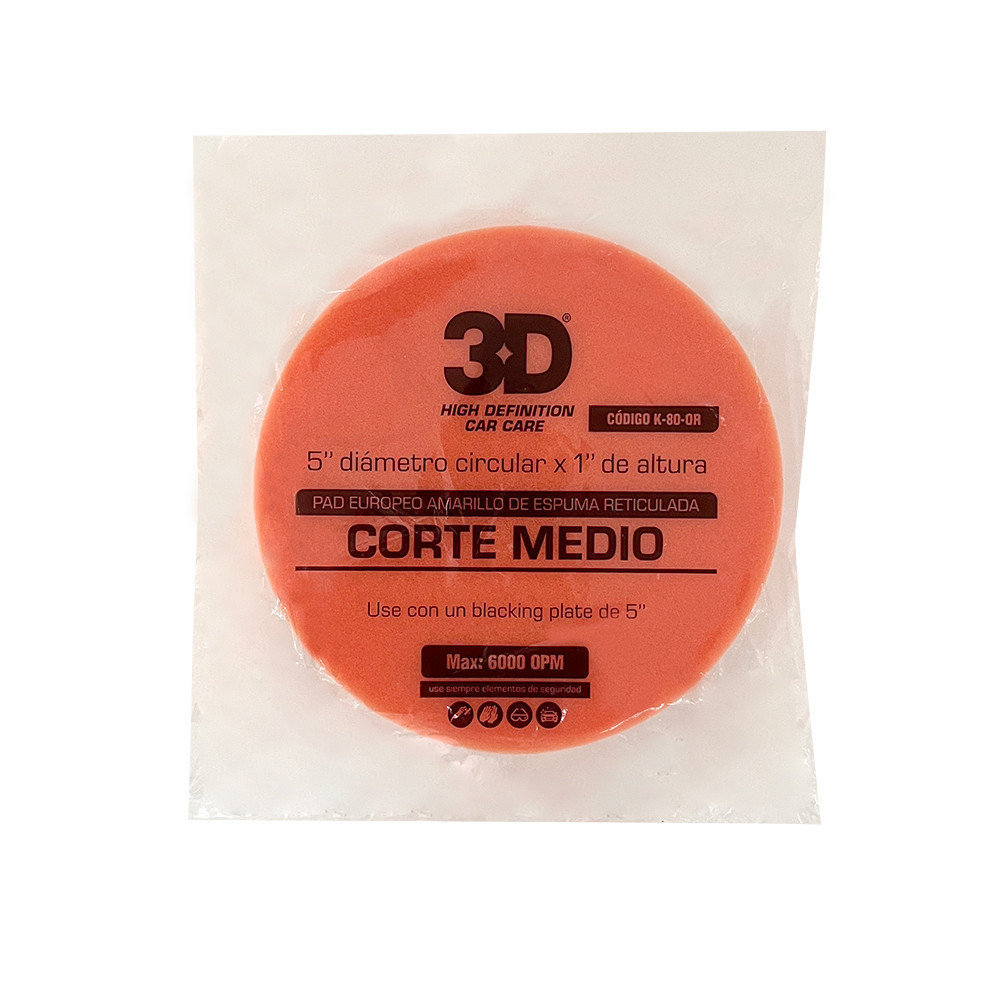 3D®
HIGH DEFINITION
CAR CARE
CÓDIGO K-80-OR
5” diámetro circular x 1” de altura
PAD EUROPEO AMARILLO DE ESPUMA RETICULADA
CORTE MEDIO
Use con un blacking plate de 5”
Max: 6000 OPM
use siempre elementos de seguridad